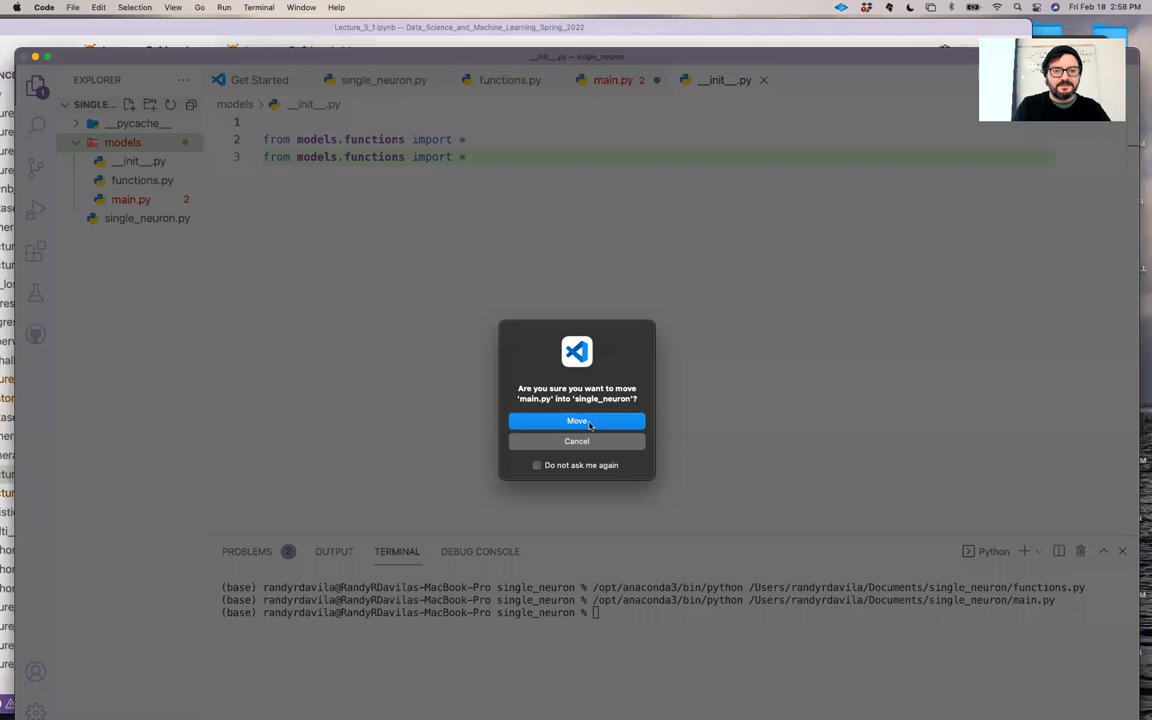 Code File Edit Selection View Go Run Terminal Window Help Fri Feb 18 2:58 PM
Lecture_5_1.ipynb — Data_Science_and_Machine_Learning_Spring_2022
__init__.py — single_neuron
EXPLORER
Get Started
single_neuron.py
functions.py
main.py 2
__init__.py
SINGLE...
models > __init__.py
__pycache__
models
__init__.py
functions.py
main.py 2
single_neuron.py
1
2 from models.functions import *
3 from models.functions import *
Are you sure you want to move
'main.py' into 'single_neuron'?
Move
Cancel
Do not ask me again
PROBLEMS 2 OUTPUT TERMINAL DEBUG CONSOLE
Python
(base) randyrdavila@RandyRDavilas-MacBook-Pro single_neuron % /opt/anaconda3/bin/python /Users/randyrdavila/Documents/single_neuron/functions.py
(base) randyrdavila@RandyRDavilas-MacBook-Pro single_neuron % /opt/anaconda3/bin/python /Users/randyrdavila/Documents/single_neuron/main.py
(base) randyrdavila@RandyRDavilas-MacBook-Pro single_neuron %